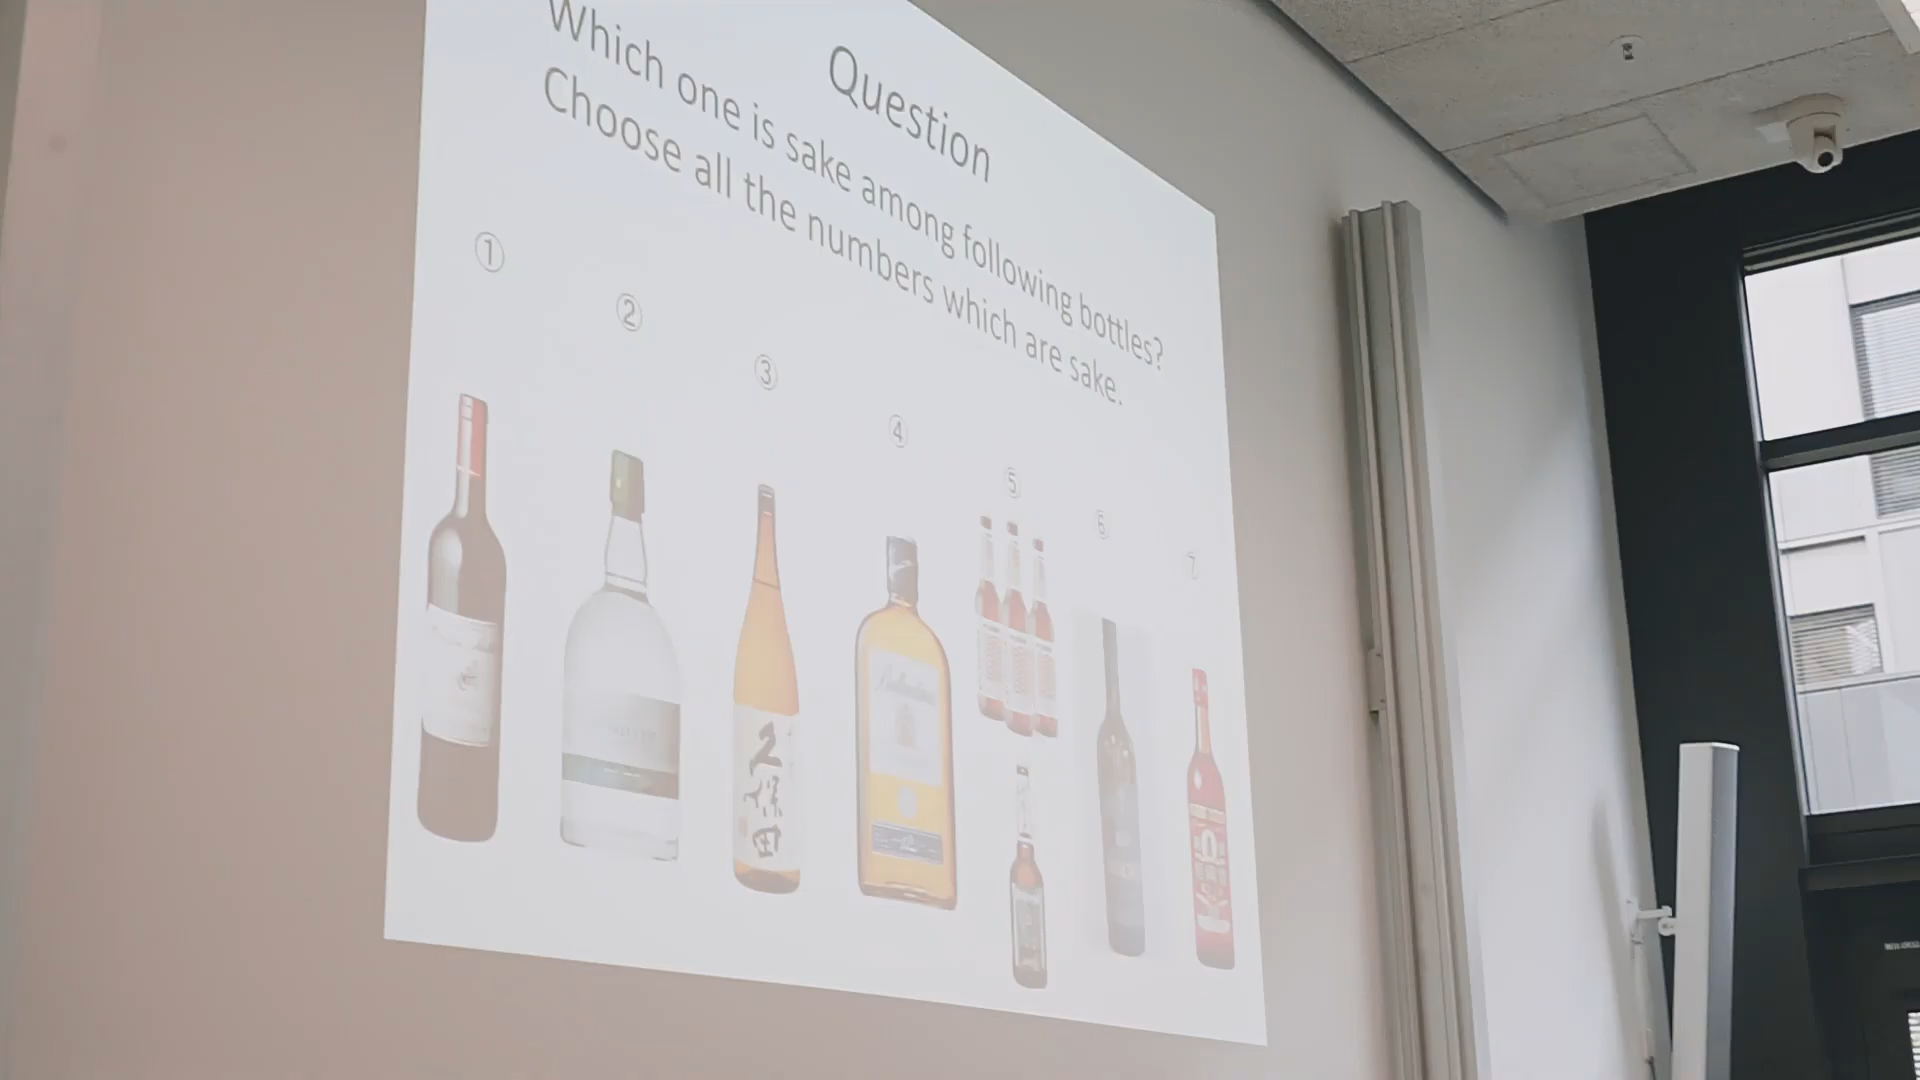 Question
Which one is sake among following bottles?
Choose all the numbers which are sake.
①
②
③
④
⑤
⑥
⑦
久保田